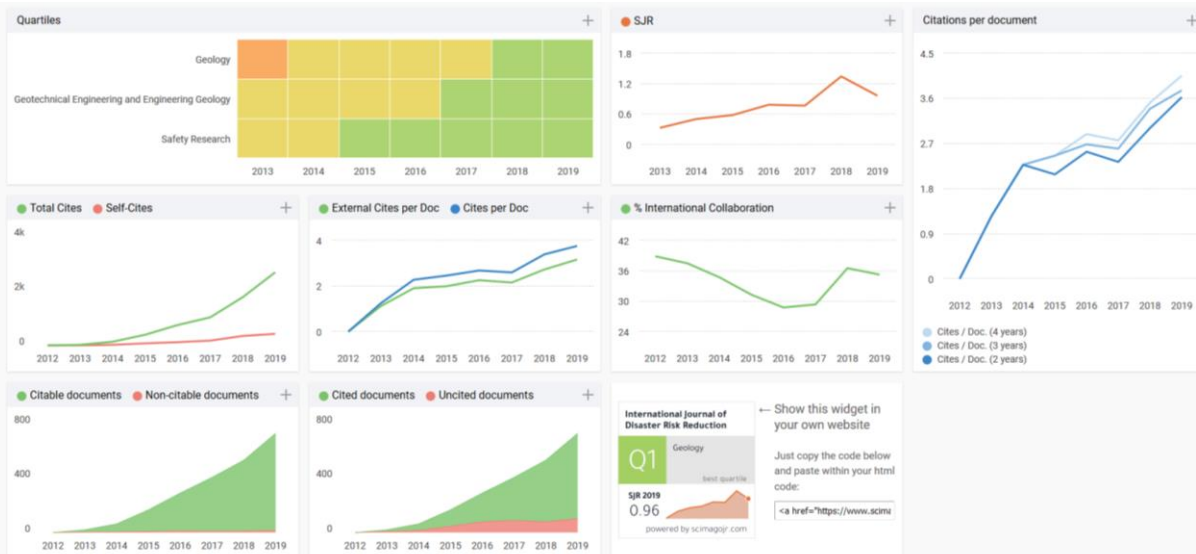 Quartiles
+
Geology
Geotechnical Engineering and Engineering Geology
Safety Research
2013 2014 2015 2016 2017 2018 2019
SJR
+
1.8
1.2
0.6
0
2013 2014 2015 2016 2017 2018 2019
Citations per document
+
4.5
3.6
2.7
1.8
0.9
0
2012 2013 2014 2015 2016 2017 2018 2019
Cites / Doc. (4 years)
Cites / Doc. (3 years)
Cites / Doc. (2 years)
Total Cites Self-Cites
+
4k
2k
0
2012 2013 2014 2015 2016 2017 2018 2019
External Cites per Doc Cites per Doc
+
4
2
0
2012 2013 2014 2015 2016 2017 2018 2019
% International Collaboration
+
42
36
30
24
2012 2013 2014 2015 2016 2017 2018 2019
Citable documents Non-citable documents
+
800
400
0
2012 2013 2014 2015 2016 2017 2018 2019
Cited documents Uncited documents
+
800
400
0
2012 2013 2014 2015 2016 2017 2018 2019
International Journal of
Disaster Risk Reduction
Q1
Geology
best quartile
SJR 2019
0.96
powered by scimagojr.com
← Show this widget in
your own website
Just copy the code below
and paste within your html
code:
<a href="https://www.scima